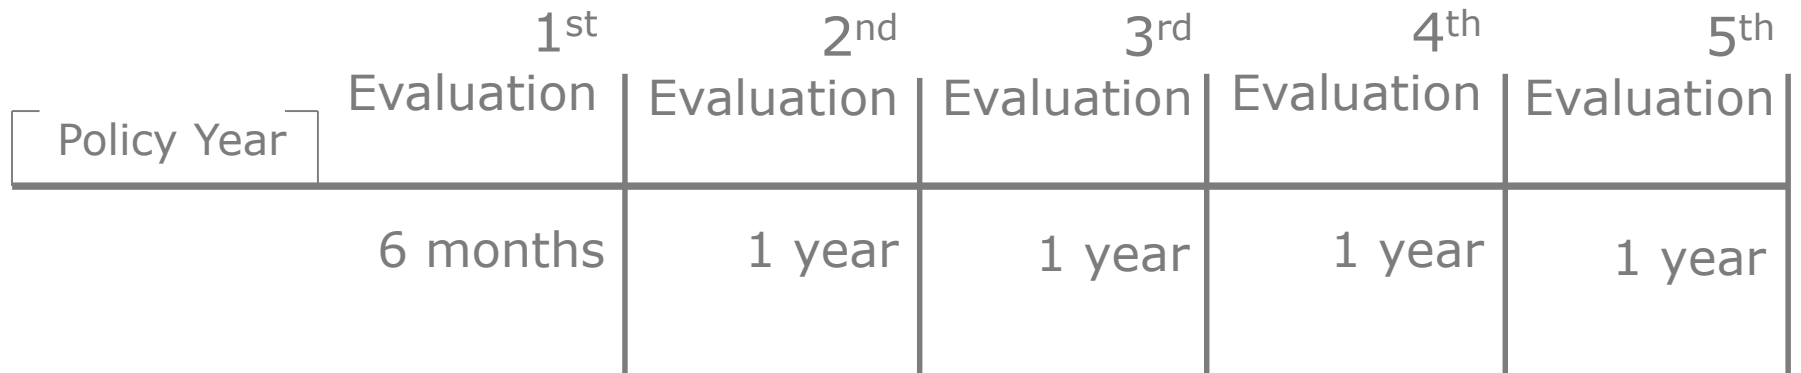 1st 2nd 3rd 4th 5th
Evaluation Evaluation Evaluation Evaluation Evaluation
Policy Year
6 months 1 year 1 year 1 year 1 year